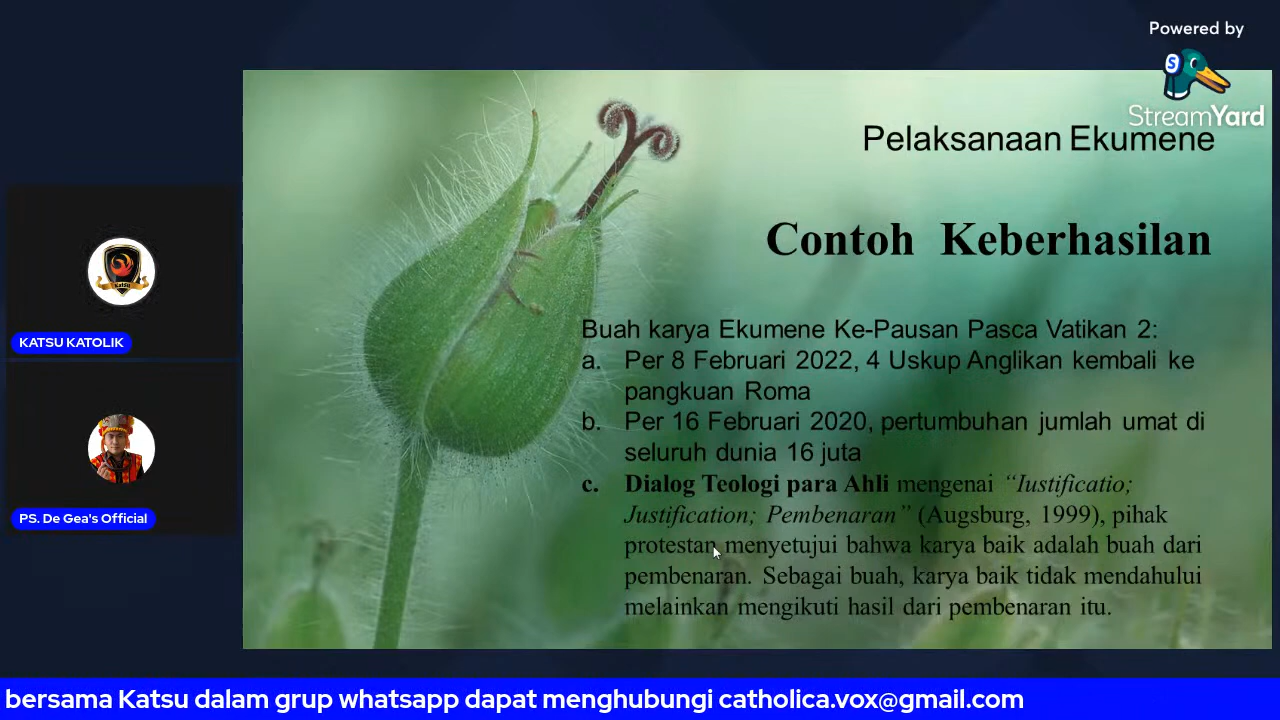 Powered by
StreamYard
Pelaksanaan Ekumene
Contoh Keberhasilan
Buah karya Ekumene Ke-Pausan Pasca Vatikan 2:
a. Per 8 Februari 2022, 4 Uskup Anglikan kembali ke
pangkuan Roma
b. Per 16 Februari 2020, pertumbuhan jumlah umat di
seluruh dunia 16 juta
c. Dialog Teologi para Ahli mengenai “Iustificatio;
Justification; Pembenaran” (Augsburg, 1999), pihak
protestan menyetujui bahwa karya baik adalah buah dari
pembenaran. Sebagai buah, karya baik tidak mendahului
melainkan mengikuti hasil dari pembenaran itu.
KATSU KATOLIK
PS. De Gea's Official
bersama Katsu dalam grup whatsapp dapat menghubungi catholica.vox@gmail.com